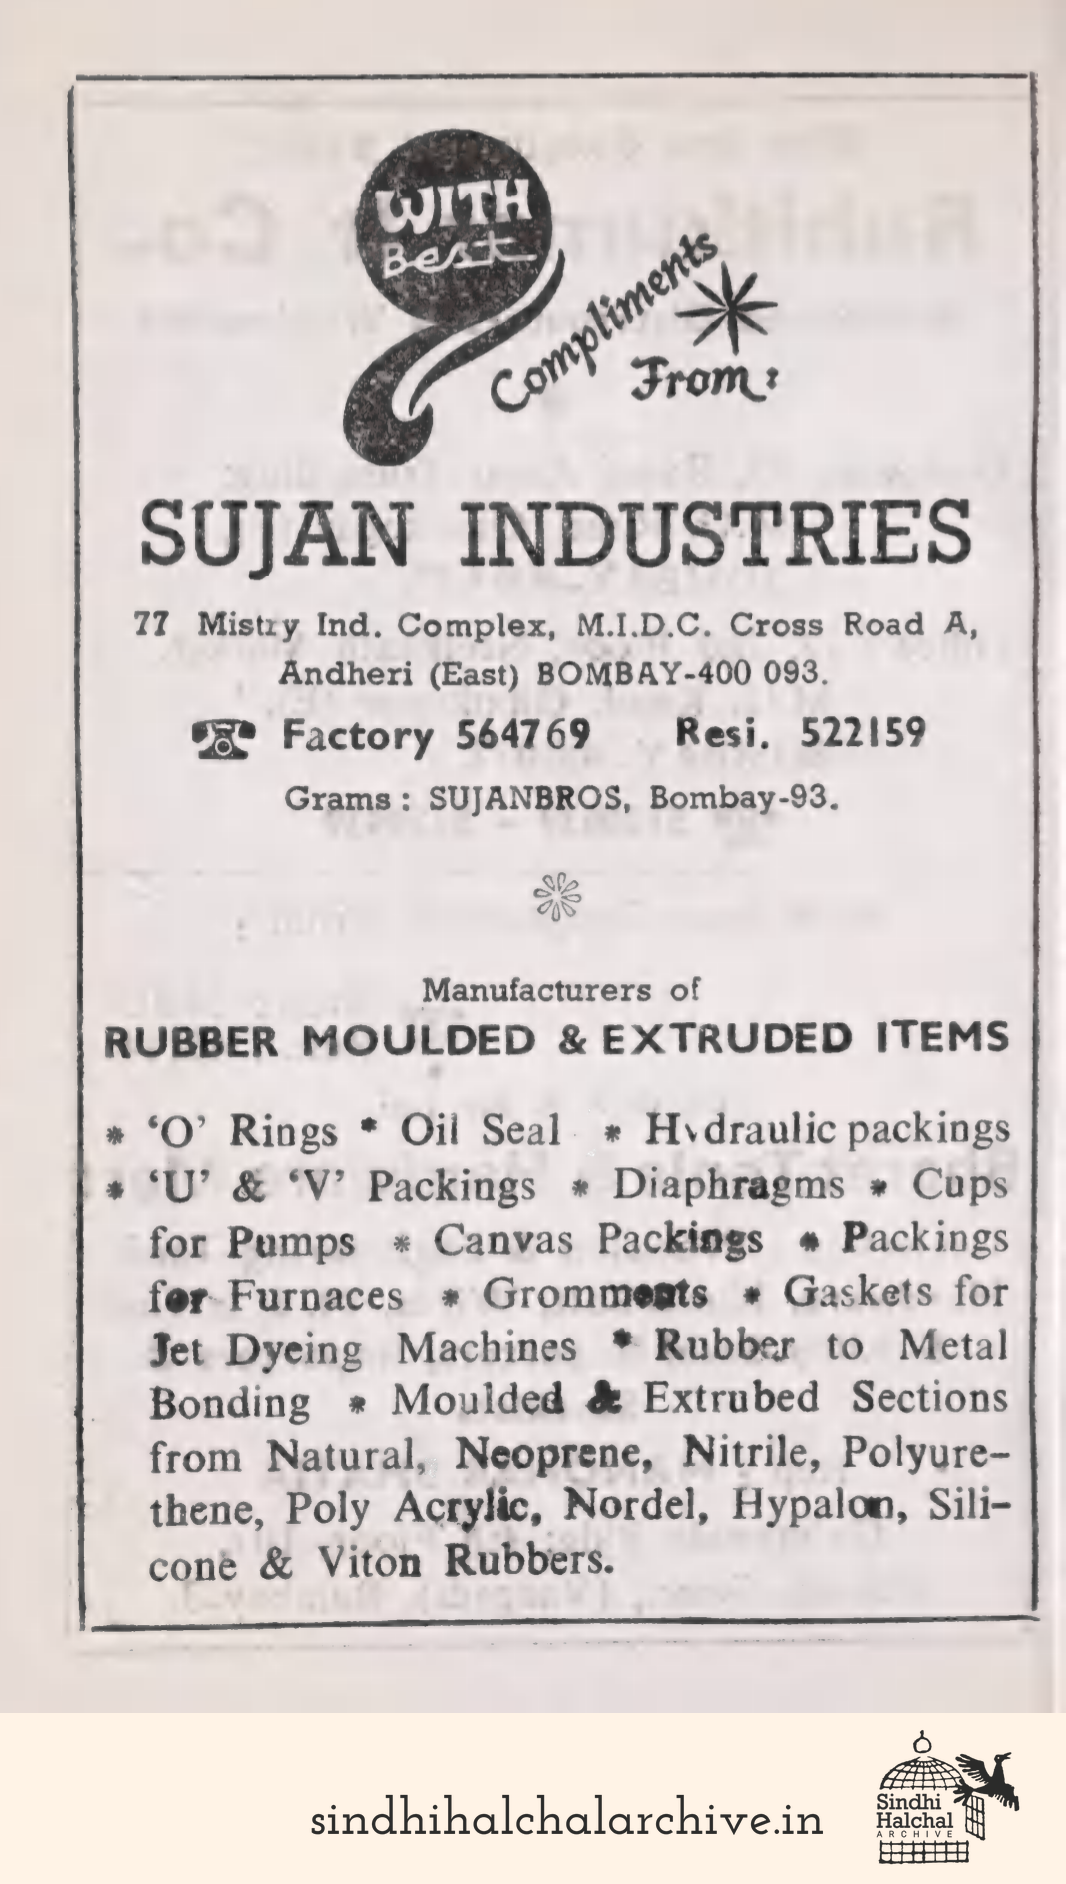 WITH
Best
Compliments
From:
SUJAN INDUSTRIES
77 Mistry Ind. Complex, M.I.D.C. Cross Road A,
Andheri (East) BOMBAY-400 093.
Factory 564769 Resi. 522159
Grams : SUJANBROS, Bombay-93.
Manufacturers of
RUBBER MOULDED & EXTRUDED ITEMS
* ‘O’ Rings * Oil Seal * Hydraulic packings
* ‘U’ & ‘V’ Packings * Diaphragms * Cups
for Pumps * Canvas Packings * Packings
for Furnaces * Gromments * Gaskets for
Jet Dyeing Machines * Rubber to Metal
Bonding * Moulded & Extrubed Sections
from Natural, Neoprene, Nitrile, Polyure-
thene, Poly Acrylic, Nordel, Hypalon, Sili-
cone & Viton Rubbers.
sindhihalchalarchive.in
Sindhi
Halchal
ARCHIVE